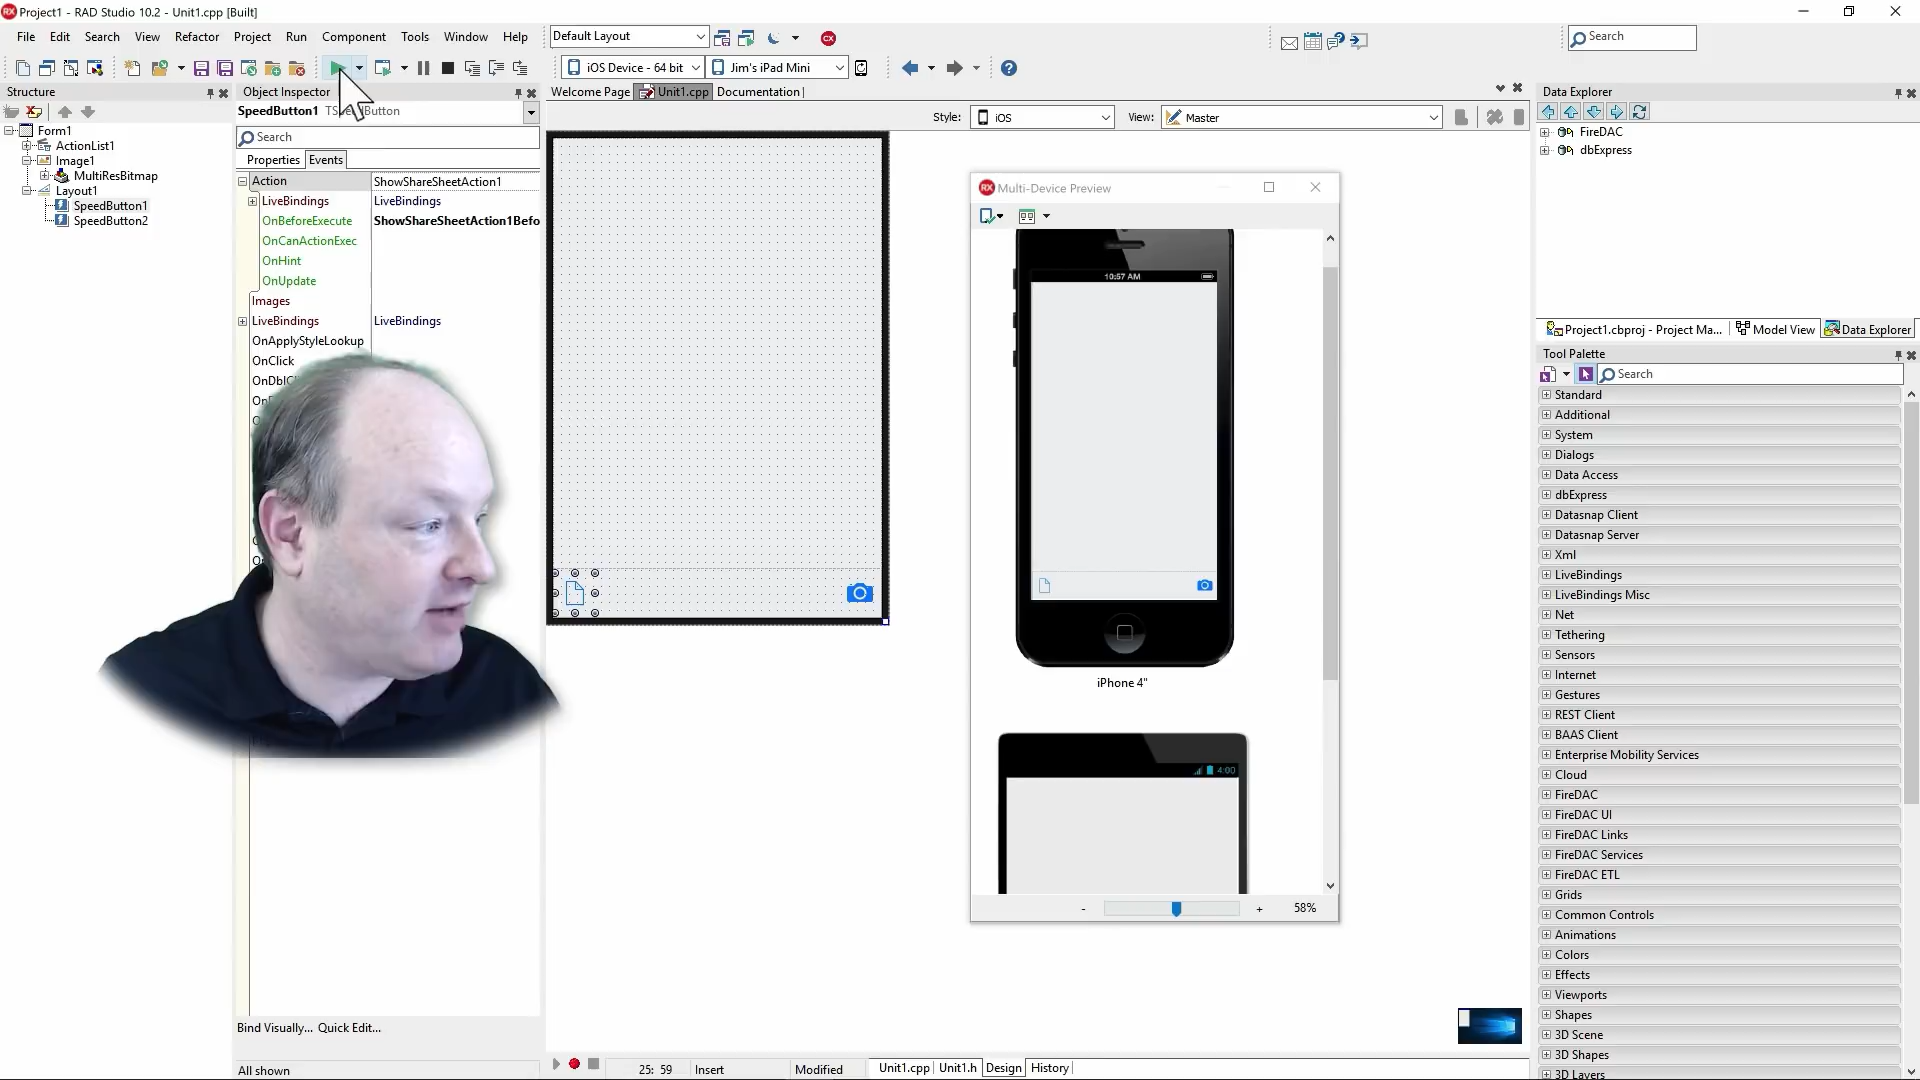 Project1 - RAD Studio 10.2 - Unit1.cpp [Built]
File Edit Search View Refactor Project Run Component Tools Window Help
Default Layout
Search
iOS Device - 64 bit
Jim's iPad Mini
Structure
Form1
ActionList1
Image1
MultiResBitmap
Layout1
SpeedButton1
SpeedButton2
Object Inspector
SpeedButton1
Search
Properties Events
Action ShowShareSheetAction1
LiveBindings LiveBindings
OnBeforeExecute ShowShareSheetAction1Befo
OnCanActionExec
OnHint
OnUpdate
Images
LiveBindings LiveBindings
OnApplyStyleLookup
OnClick
Bind Visually... Quick Edit...
All shown
Welcome Page Unit1.cpp Documentation
Style: iOS View: Master
Multi-Device Preview
10:57 AM
iPhone 4"
4:00
- + 58%
25: 59 Insert Modified Unit1.cpp Unit1.h Design History
Data Explorer
FireDAC
dbExpress
Project1.cbproj - Project Ma... Model View Data Explorer
Tool Palette
Search
Standard
Additional
System
Dialogs
Data Access
dbExpress
Datasnap Client
Datasnap Server
Xml
LiveBindings
LiveBindings Misc
Net
Tethering
Sensors
Internet
Gestures
REST Client
BAAS Client
Enterprise Mobility Services
Cloud
FireDAC
FireDAC UI
FireDAC Links
FireDAC Services
FireDAC ETL
Grids
Common Controls
Animations
Colors
Effects
Viewports
Shapes
3D Scene
3D Shapes
3D Layers